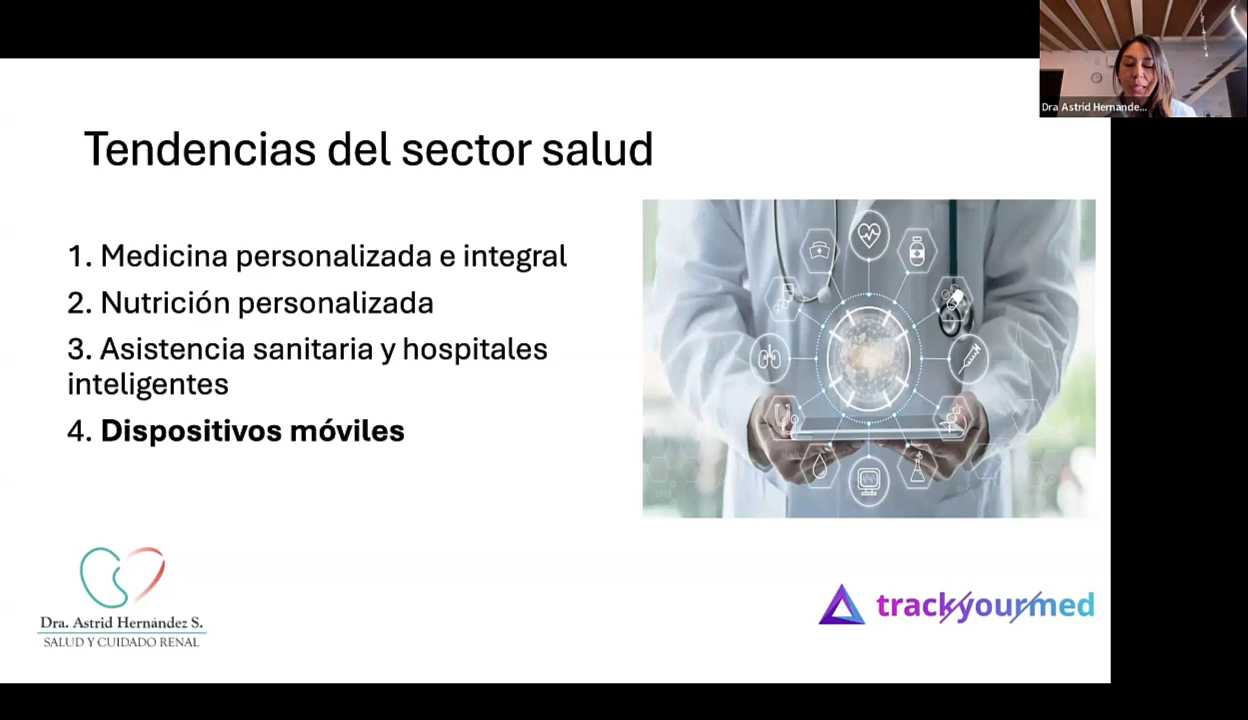 Dra Astrid Hernande...
Tendencias del sector salud
1. Medicina personalizada e integral
2. Nutrición personalizada
3. Asistencia sanitaria y hospitales
inteligentes
4. Dispositivos móviles
Dra. Astrid Hernández S.
SALUD Y CUIDADO RENAL
trackyourmed